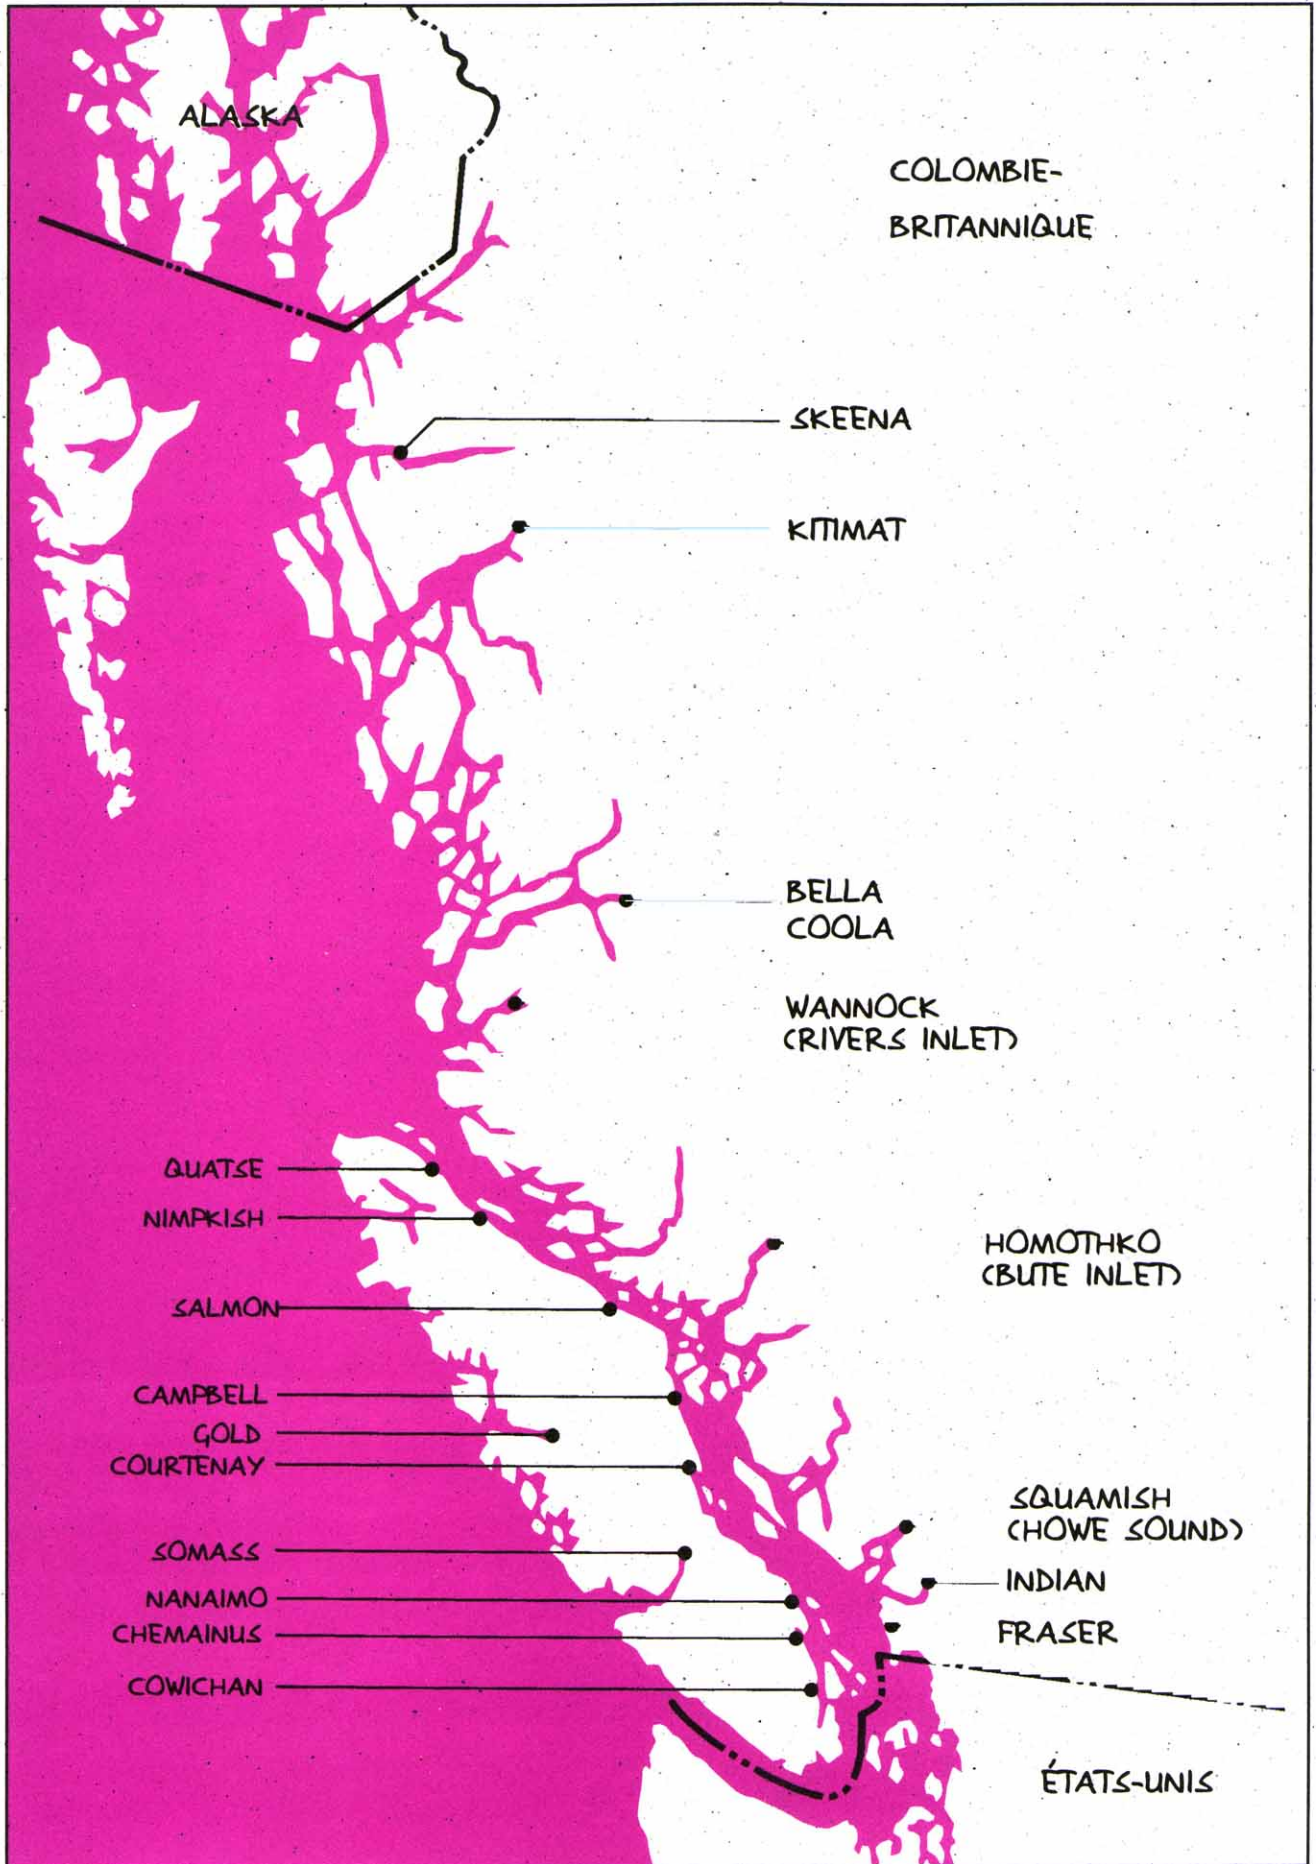 ALASKA
COLOMBIE-
BRITANNIQUE
SKEENA
KITIMAT
BELLA
COOLA
WANNOCK
(RIVERS INLET)
QUATSE
NIMPKISH
HOMOTHKO
(BUTE INLET)
SALMON
CAMPBELL
GOLD
COURTENAY
SQUAMISH
(HOWE SOUND)
SOMASS
INDIAN
NANAIMO
FRASER
CHEMAINUS
COWICHAN
ÉTATS-UNIS